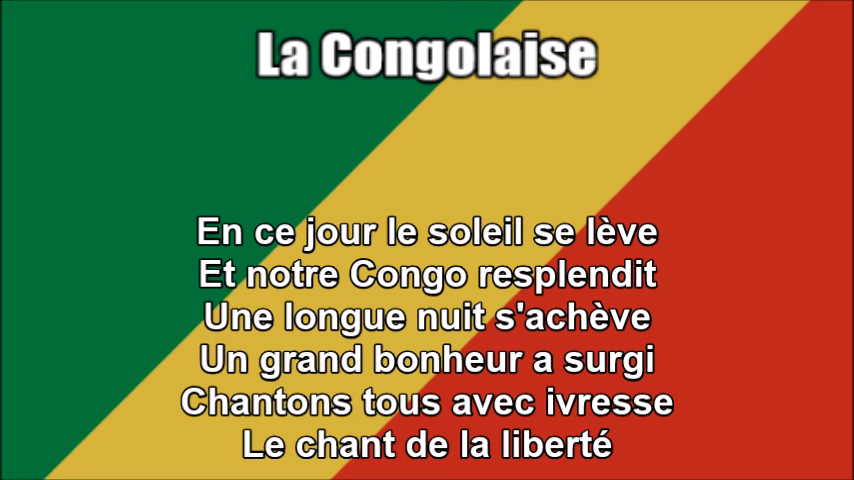 La Congolaise
En ce jour le soleil se lève
Et notre Congo resplendit
Une longue nuit s'achève
Un grand bonheur a surgi
Chantons tous avec ivresse
Le chant de la liberté